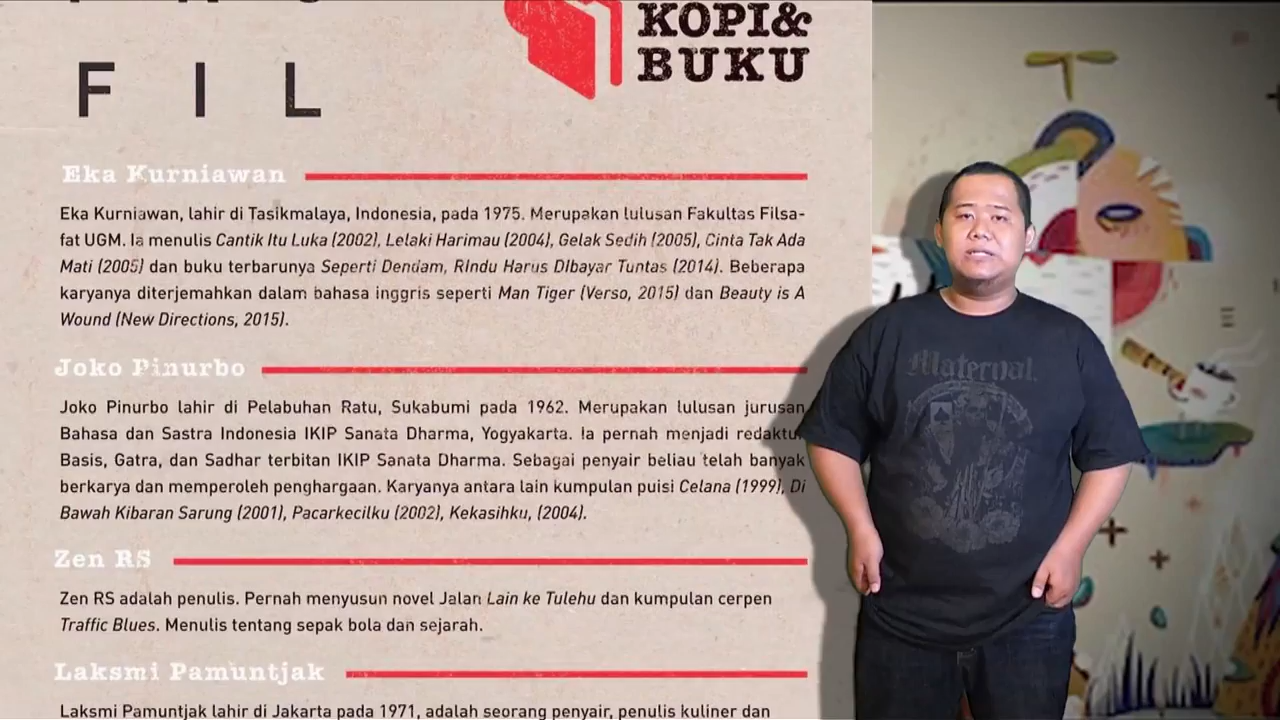 KOPI&
BUKU
F I L
Eka Kurniawan
Eka Kurniawan, lahir di Tasikmalaya, Indonesia, pada 1975. Merupakan lulusan Fakultas Filsa-
fat UGM. Ia menulis Cantik Itu Luka (2002), Lelaki Harimau (2004), Gelak Sedih (2005), Cinta Tak Ada
Mati (2005) dan buku terbarunya Seperti Dendam, RIndu Harus DIbayar Tuntas (2014). Beberapa
karyanya diterjemahkan dalam bahasa inggris seperti Man Tiger (Verso, 2015) dan Beauty is A
Wound (New Directions, 2015).
Joko Pinurbo
Joko Pinurbo lahir di Pelabuhan Ratu, Sukabumi pada 1962. Merupakan lulusan jurusan
Bahasa dan Sastra Indonesia IKIP Sanata Dharma, Yogyakarta. Ia pernah menjadi redaktur
Basis, Gatra, dan Sadhar terbitan IKIP Sanata Dharma. Sebagai penyair beliau telah banyak
berkarya dan memperoleh penghargaan. Karyanya antara lain kumpulan puisi Celana (1999), Di
Bawah Kibaran Sarung (2001), Pacarkecilku (2002), Kekasihku, (2004).
Zen RS
Zen RS adalah penulis. Pernah menyusun novel Jalan Lain ke Tulehu dan kumpulan cerpen
Traffic Blues. Menulis tentang sepak bola dan sejarah.
Laksmi Pamuntjak
Laksmi Pamuntjak lahir di Jakarta pada 1971, adalah seorang penyair, penulis kuliner dan
Maternal